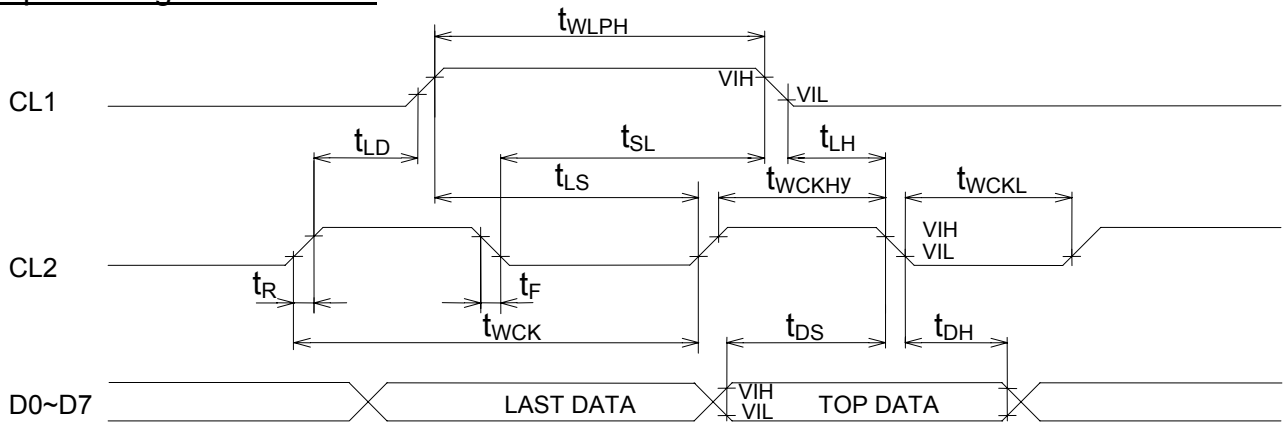 tWLPH
CL1
VIH
VIL
tLD
tSL
tLH
tLS
tWCKHy
tWCKL
CL2
VIH
VIL
tR
tF
tWCK
tDS
tDH
D0~D7
LAST DATA
VIH
VIL
TOP DATA